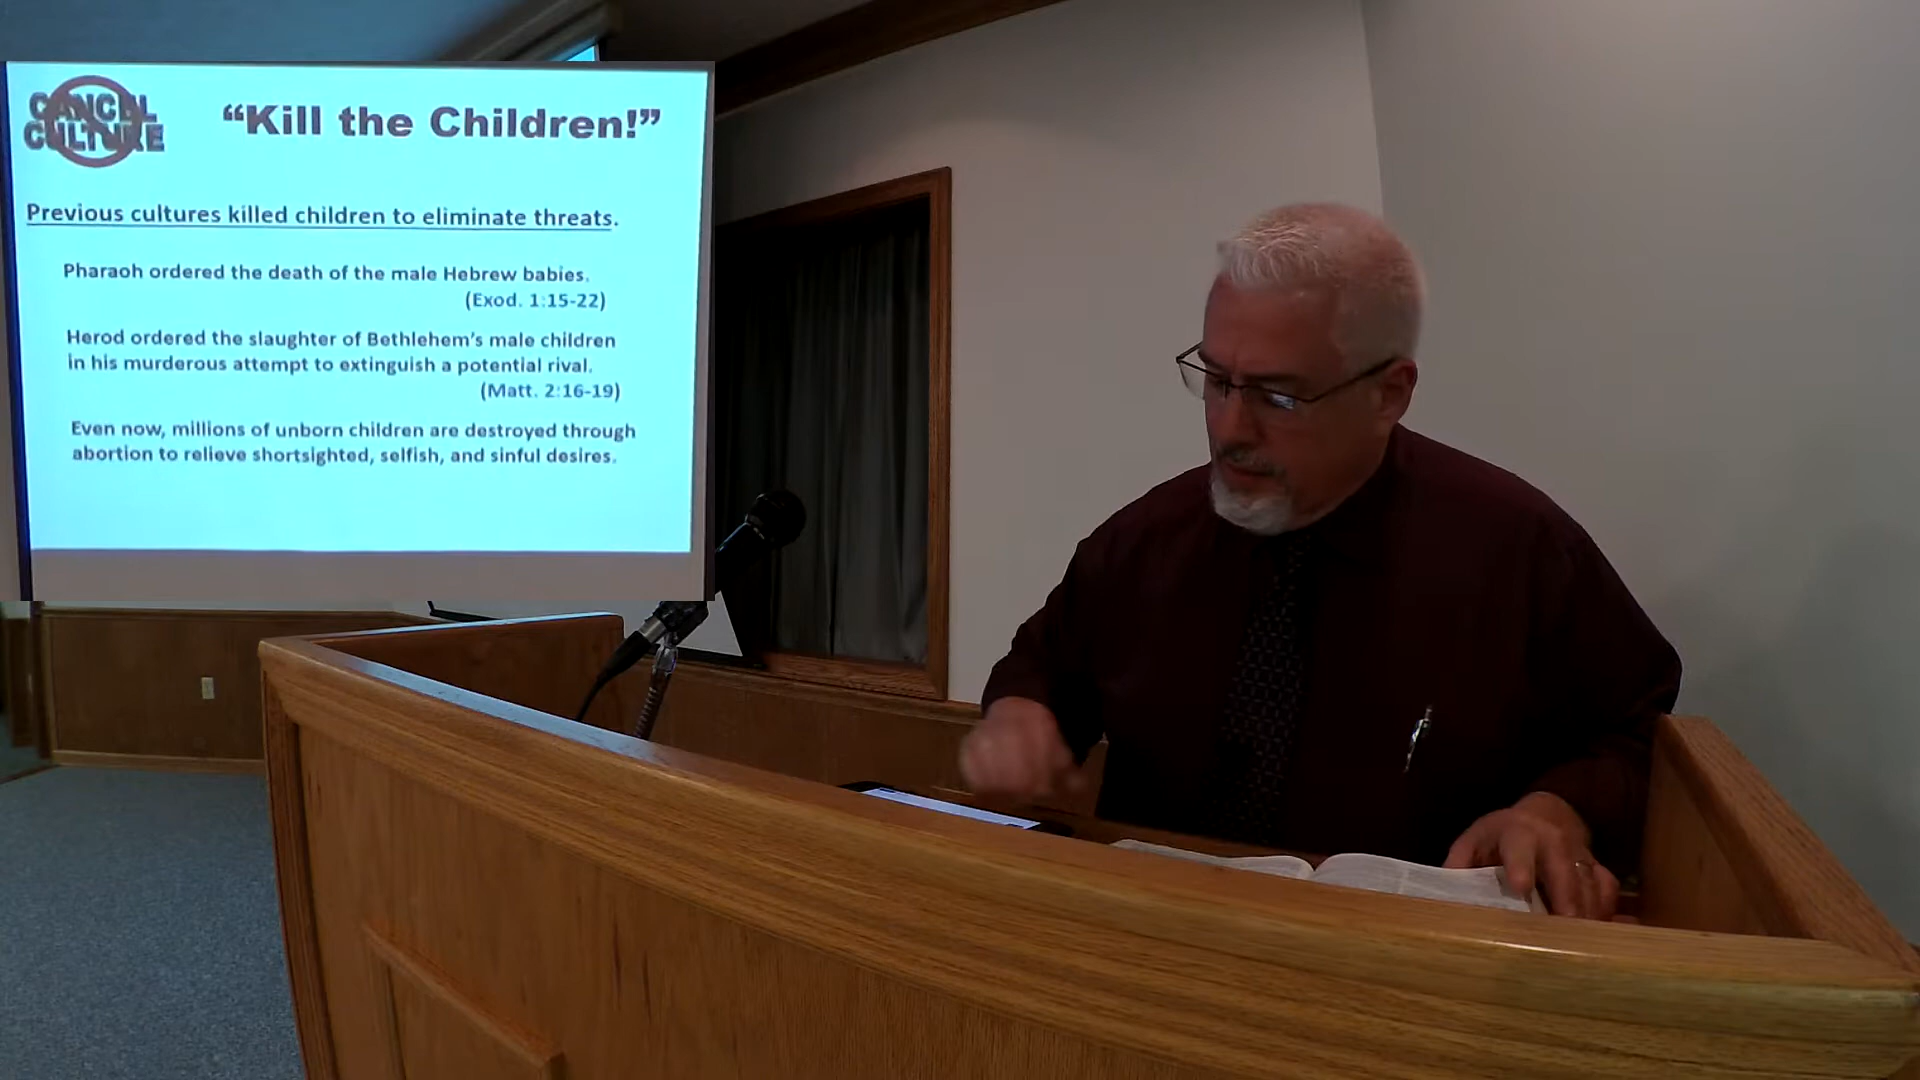 CANCEL
CULTURE
“Kill the Children!”
Previous cultures killed children to eliminate threats.
Pharaoh ordered the death of the male Hebrew babies.
(Exod. 1:15-22)
Herod ordered the slaughter of Bethlehem’s male children
in his murderous attempt to extinguish a potential rival.
(Matt. 2:16-19)
Even now, millions of unborn children are destroyed through
abortion to relieve shortsighted, selfish, and sinful desires.